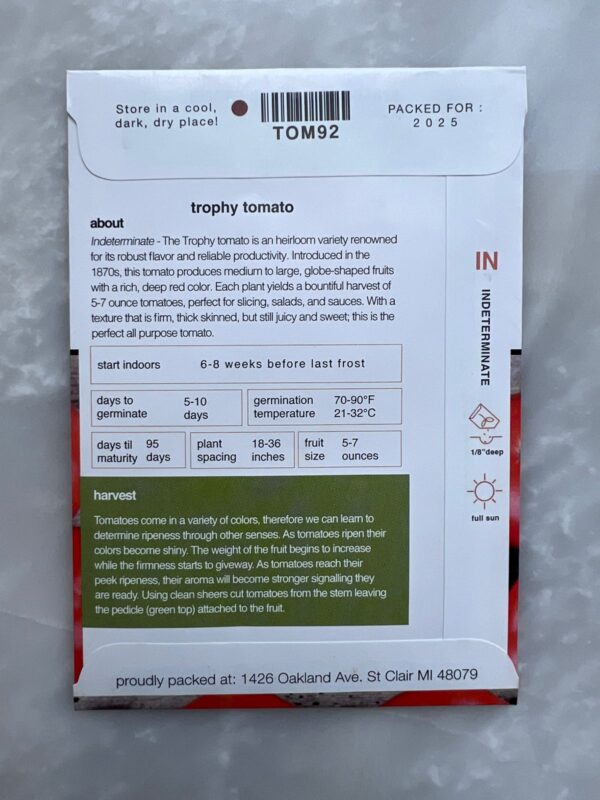 Store in a cool,
dark, dry place!
TOM92
PACKED FOR :
2025
trophy tomato
about
Indeterminate - The Trophy tomato is an heirloom variety renowned
for its robust flavor and reliable productivity. Introduced in the
1870s, this tomato produces medium to large, globe-shaped fruits
with a rich, deep red color. Each plant yields a bountiful harvest of
5-7 ounce tomatoes, perfect for slicing, salads, and sauces. With a
texture that is firm, thick skinned, but still juicy and sweet; this is the
perfect all purpose tomato.
start indoors 6-8 weeks before last frost
days to
germinate
5-10
days
germination
temperature
70-90°F
21-32°C
days til
maturity
95
days
plant
spacing
18-36
inches
fruit
size
5-7
ounces
harvest
Tomatoes come in a variety of colors, therefore we can learn to
determine ripeness through other senses. As tomatoes ripen their
colors become shiny. The weight of the fruit begins to increase
while the firmness starts to giveway. As tomatoes reach their
peek ripeness, their aroma will become stronger signalling they
are ready. Using clean sheers cut tomatoes from the stem leaving
the pedicle (green top) attached to the fruit.
IN
INDETERMINATE
1/8"deep
full sun
proudly packed at: 1426 Oakland Ave. St Clair MI 48079